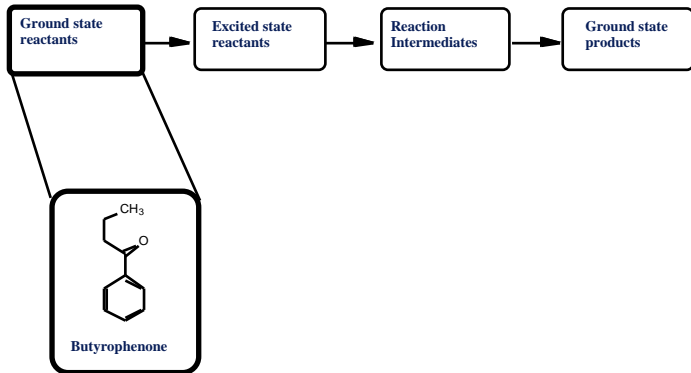 Ground state
reactants
Excited state
reactants
Reaction
Intermediates
Ground state
products
CH3
O
Butyrophenone